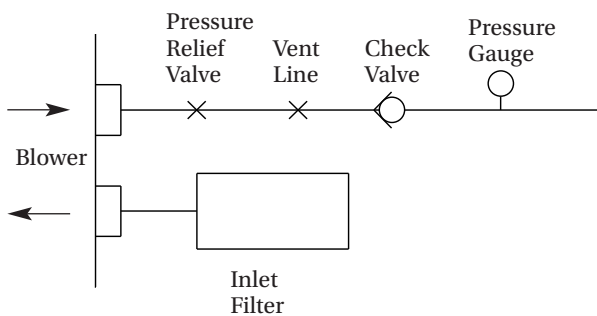 Pressure
Relief
Valve
Vent
Line
Check
Valve
Pressure
Gauge
Blower
Inlet
Filter